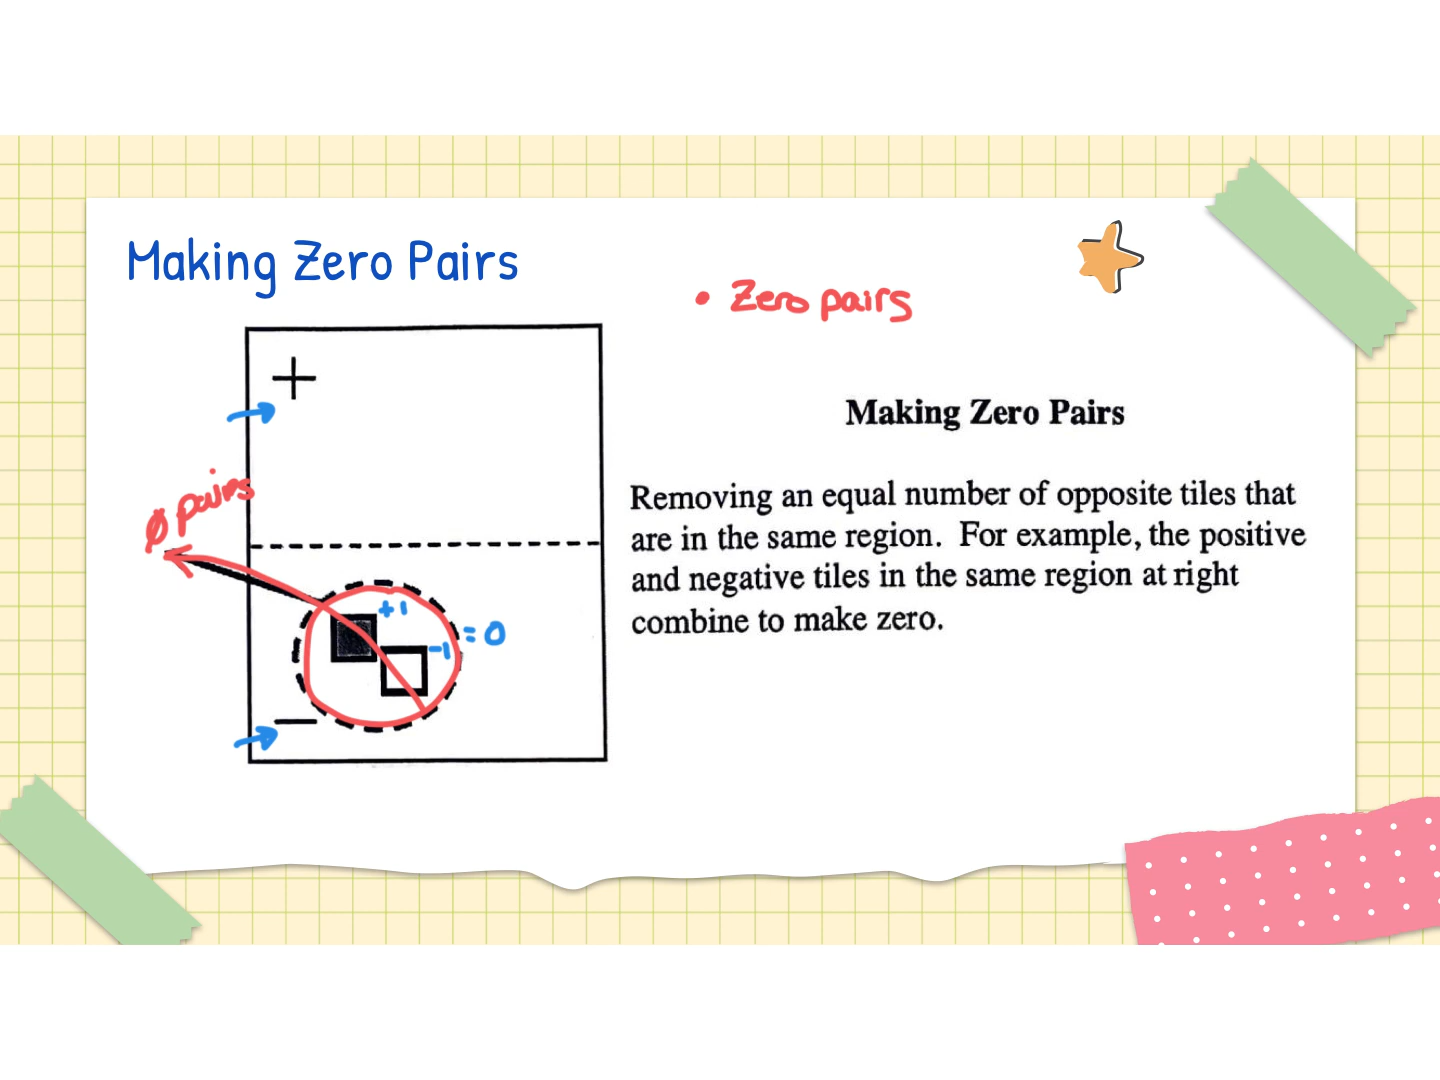 Making Zero Pairs
• Zero pairs
+
Ø pairs
+1
= 0
-1
−
Making Zero Pairs
Removing an equal number of opposite tiles that
are in the same region. For example, the positive
and negative tiles in the same region at right
combine to make zero.